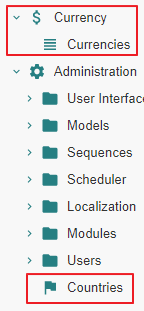 Currency
Currencies
Administration
User Interfac
Models
Sequences
Scheduler
Localization
Modules
Users
Countries